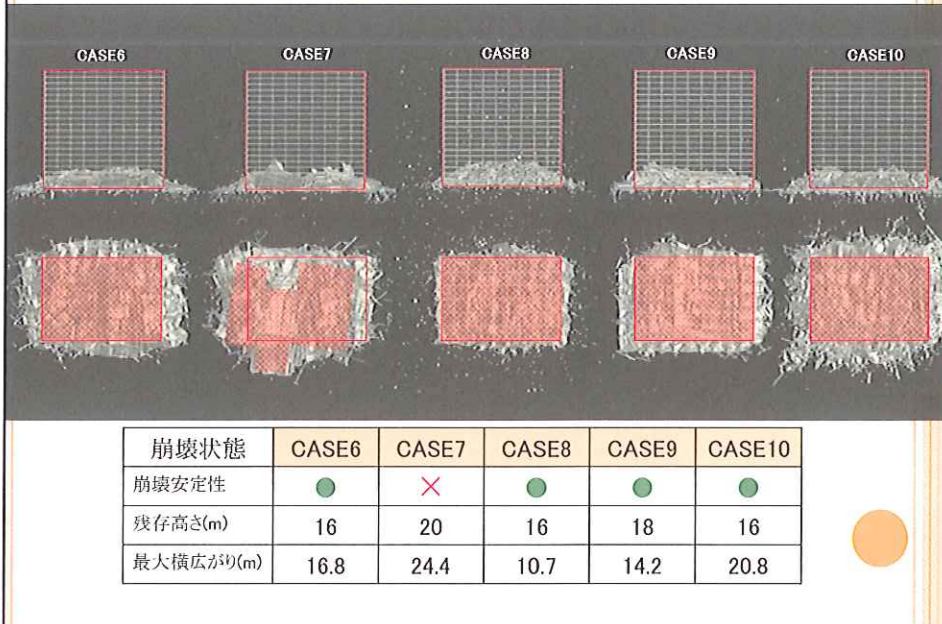 CASE6 CASE7 CASE8 CASE9 CASE10
崩壊状態 CASE6 CASE7 CASE8 CASE9 CASE10
崩壊安定性 ● × ● ● ●
残存高さ(m) 16 20 16 18 16
最大横広がり(m) 16.8 24.4 10.7 14.2 20.8